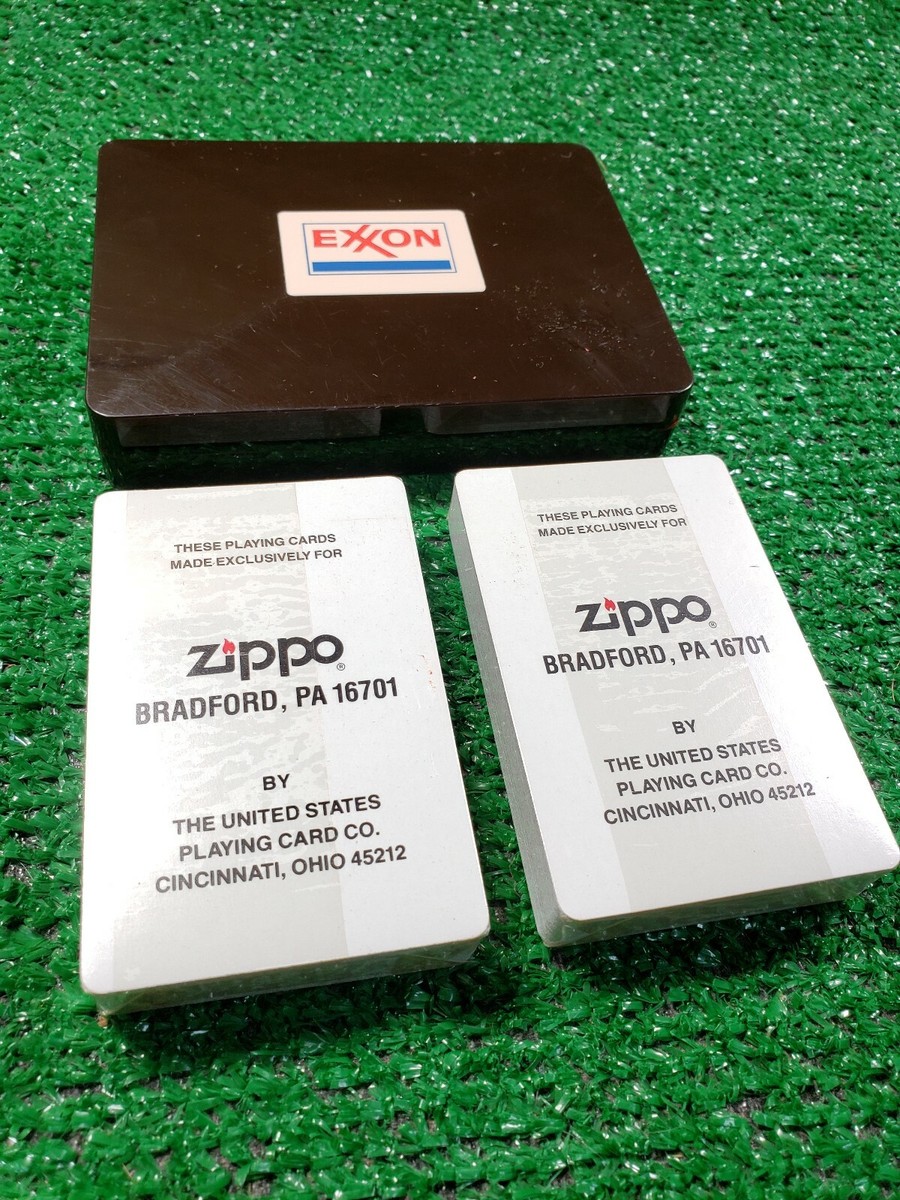 EXXON
THESE PLAYING CARDS
MADE EXCLUSIVELY FOR
zippo®
BRADFORD, PA 16701
BY
THE UNITED STATES
PLAYING CARD CO.
CINCINNATI, OHIO 45212
THESE PLAYING CARDS
MADE EXCLUSIVELY FOR
zippo®
BRADFORD, PA 16701
BY
THE UNITED STATES
PLAYING CARD CO.
CINCINNATI, OHIO 45212